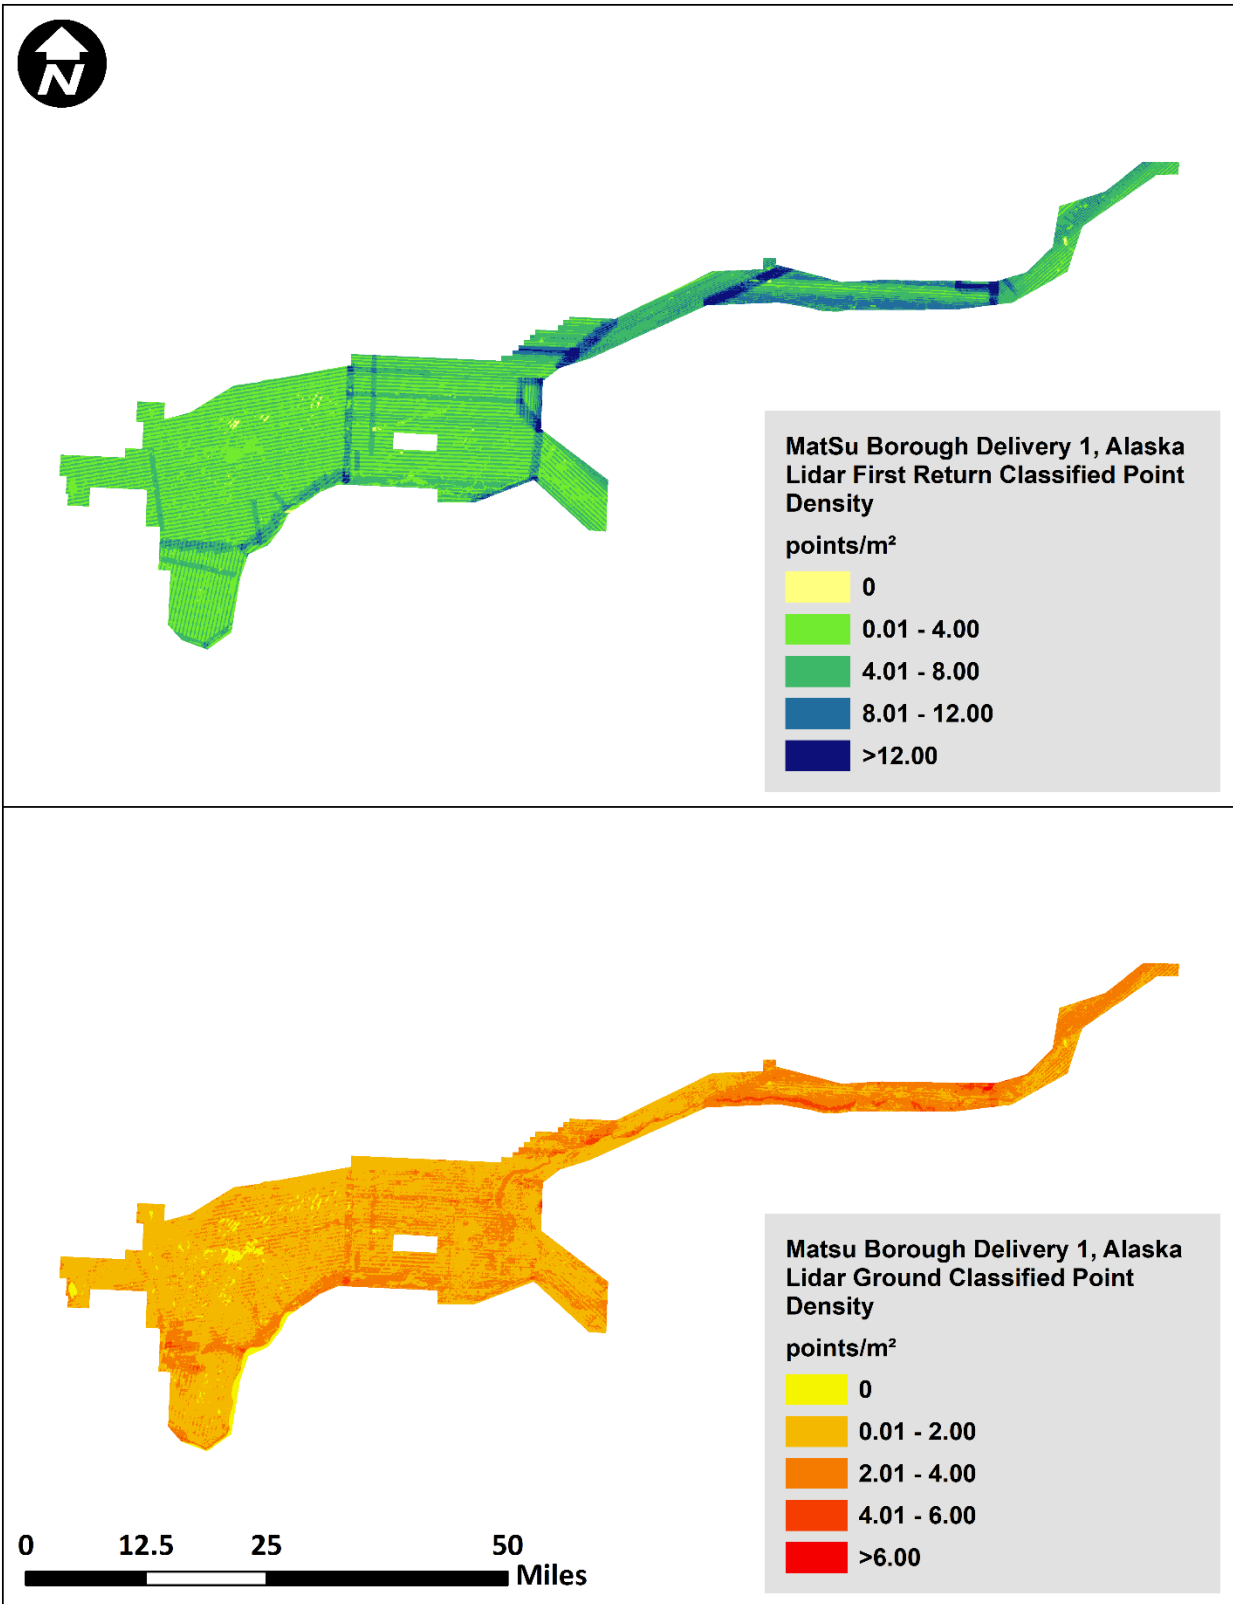 N
MatSu Borough Delivery 1, Alaska
Lidar First Return Classified Point
Density
points/m²
0
0.01 - 4.00
4.01 - 8.00
8.01 - 12.00
>12.00
Matsu Borough Delivery 1, Alaska
Lidar Ground Classified Point
Density
points/m²
0
0.01 - 2.00
2.01 - 4.00
4.01 - 6.00
>6.00
0 12.5 25 50
Miles